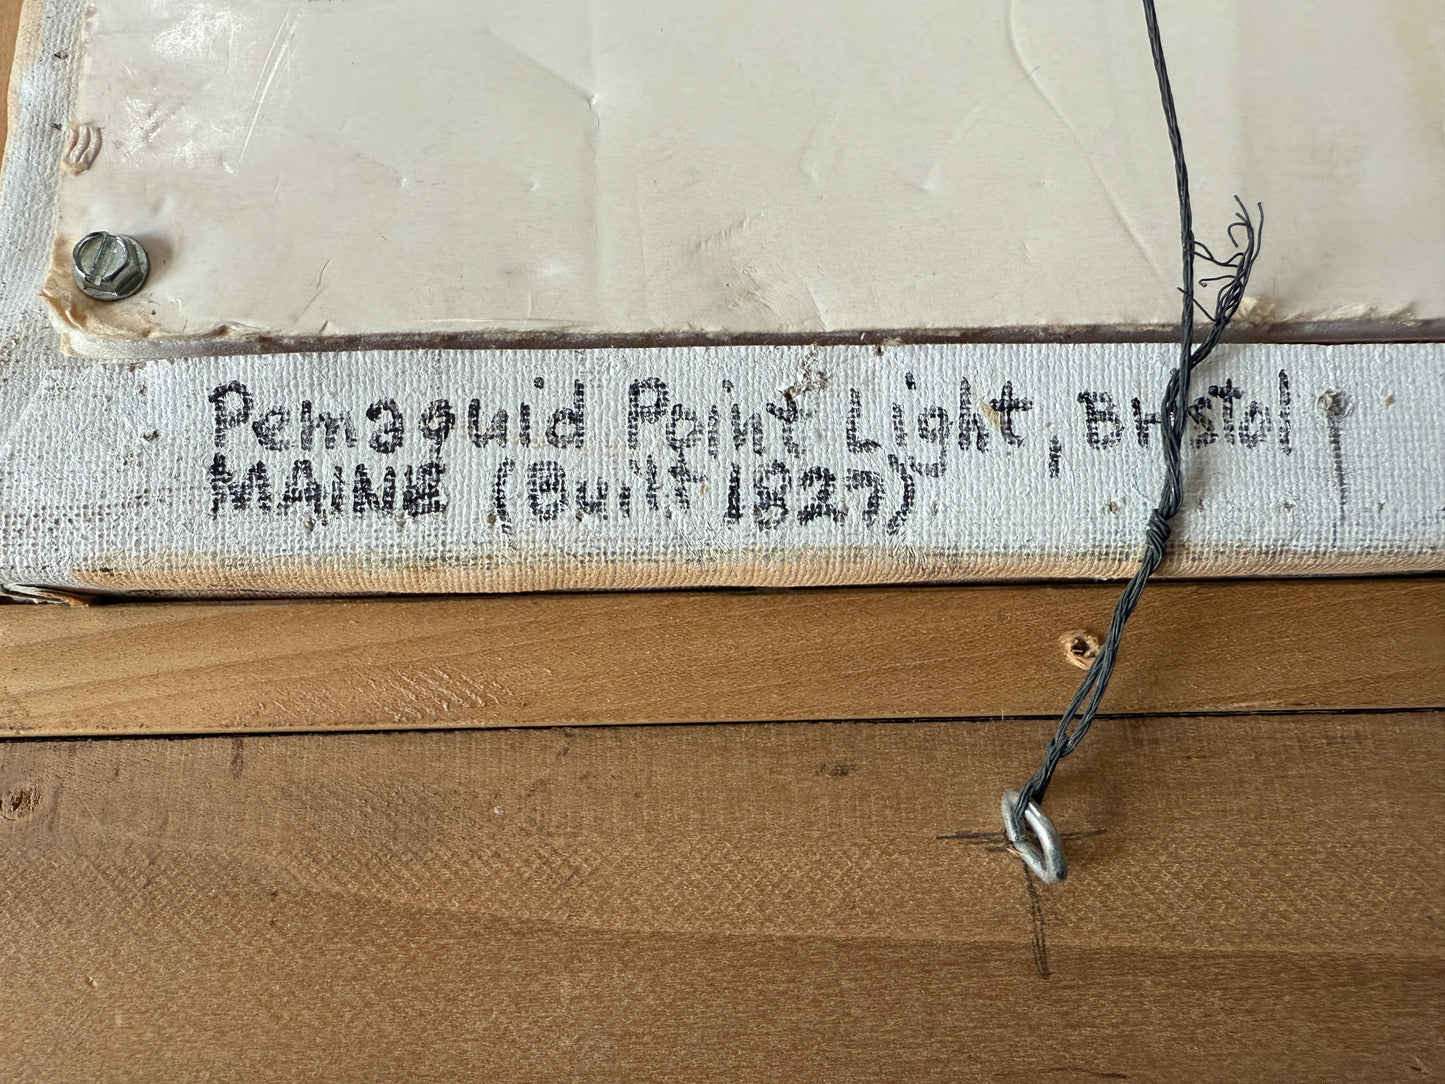 Pemaquid Point Light, Bristol
MAINE (Built 1827)